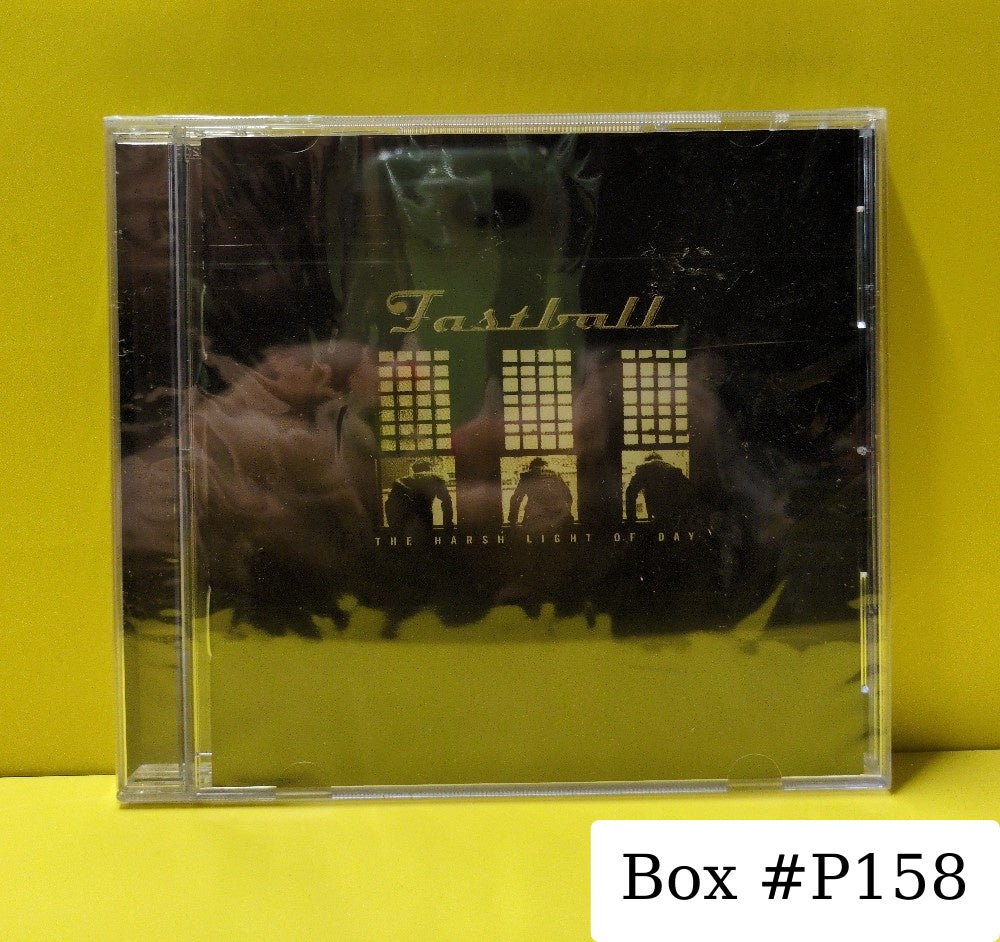 Fastball
THE HARSH LIGHT OF DAY
Box #P158